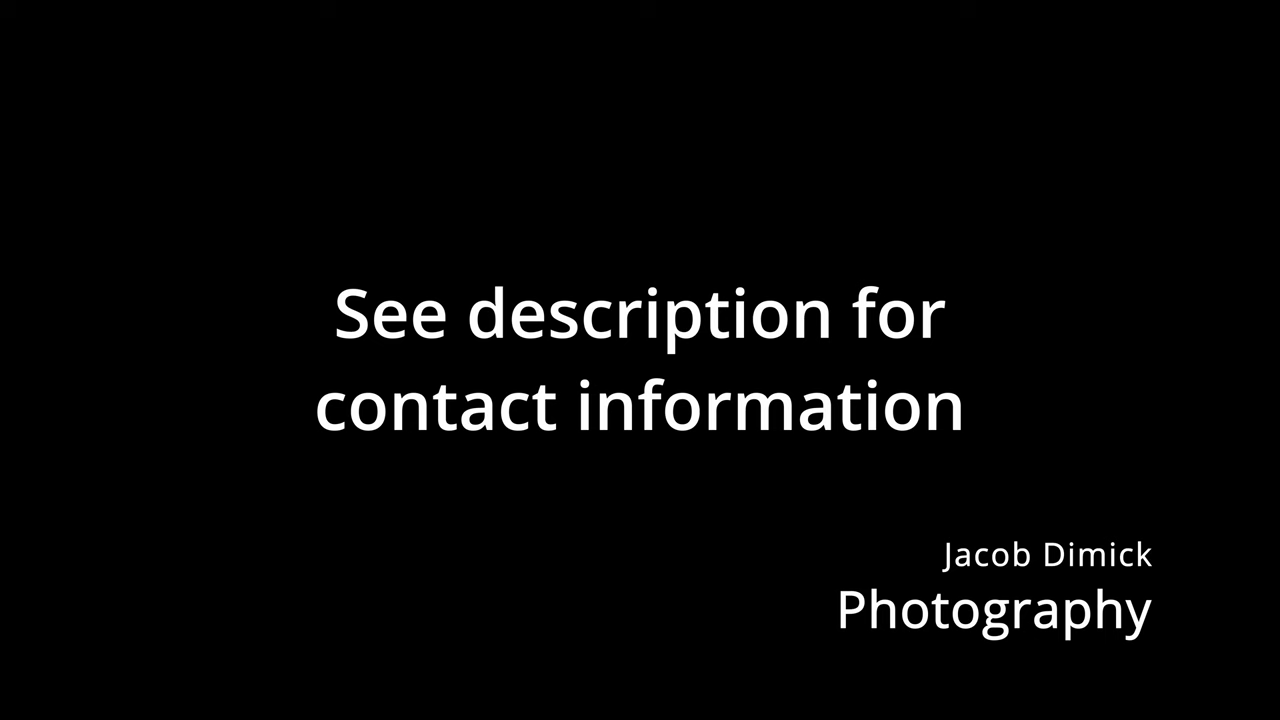 See description for
contact information
Jacob Dimick
Photography